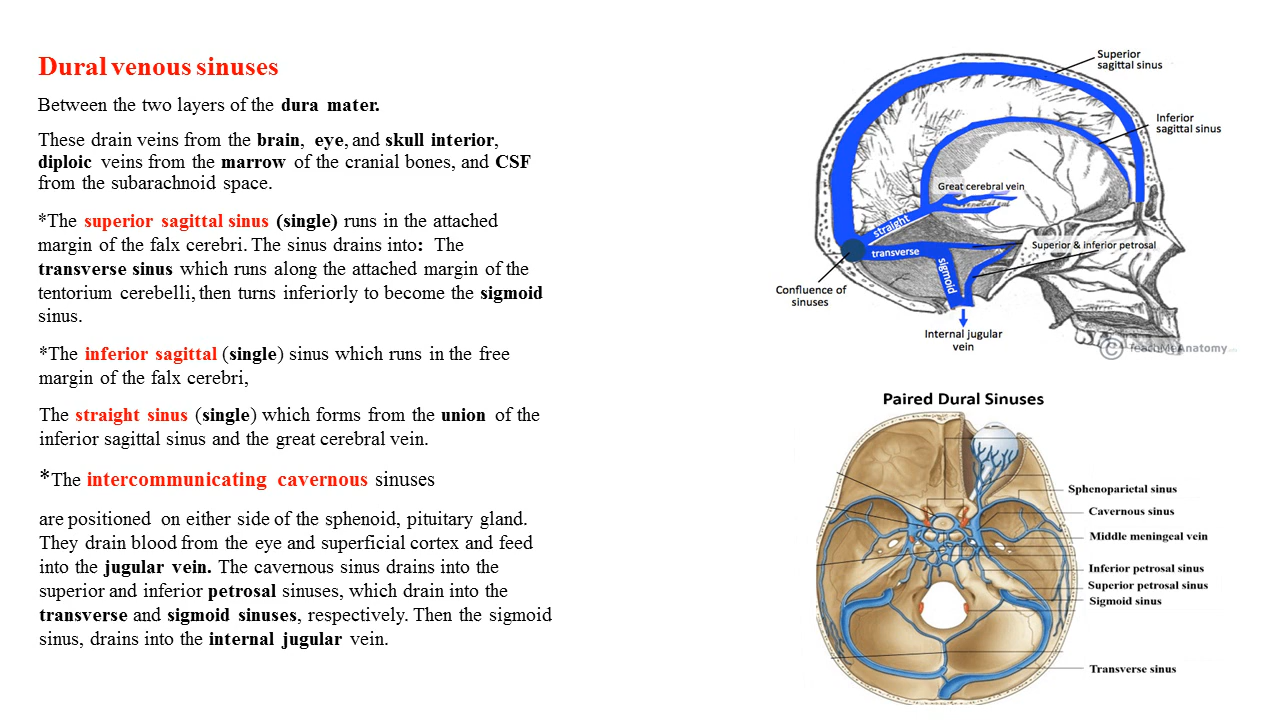 Dural venous sinuses
Between the two layers of the dura mater.
These drain veins from the brain, eye, and skull interior,
diploic veins from the marrow of the cranial bones, and CSF
from the subarachnoid space.
*The superior sagittal sinus (single) runs in the attached
margin of the falx cerebri. The sinus drains into: The
transverse sinus which runs along the attached margin of the
tentorium cerebelli, then turns inferiorly to become the sigmoid
sinus.
*The inferior sagittal (single) sinus which runs in the free
margin of the falx cerebri,
The straight sinus (single) which forms from the union of the
inferior sagittal sinus and the great cerebral vein.
*The intercommunicating cavernous sinuses
are positioned on either side of the sphenoid, pituitary gland.
They drain blood from the eye and superficial cortex and feed
into the jugular vein. The cavernous sinus drains into the
superior and inferior petrosal sinuses, which drain into the
transverse and sigmoid sinuses, respectively. Then the sigmoid
sinus, drains into the internal jugular vein.
Superior
sagittal sinus
Inferior
sagittal sinus
Great cerebral vein
straight
transverse
Superior & inferior petrosal
sigmoid
Confluence of
sinuses
Internal jugular
vein
© TeachMeAnatomy
Paired Dural Sinuses
Sphenoparietal sinus
Cavernous sinus
Middle meningeal vein
Inferior petrosal sinus
Superior petrosal sinus
Sigmoid sinus
Transverse sinus